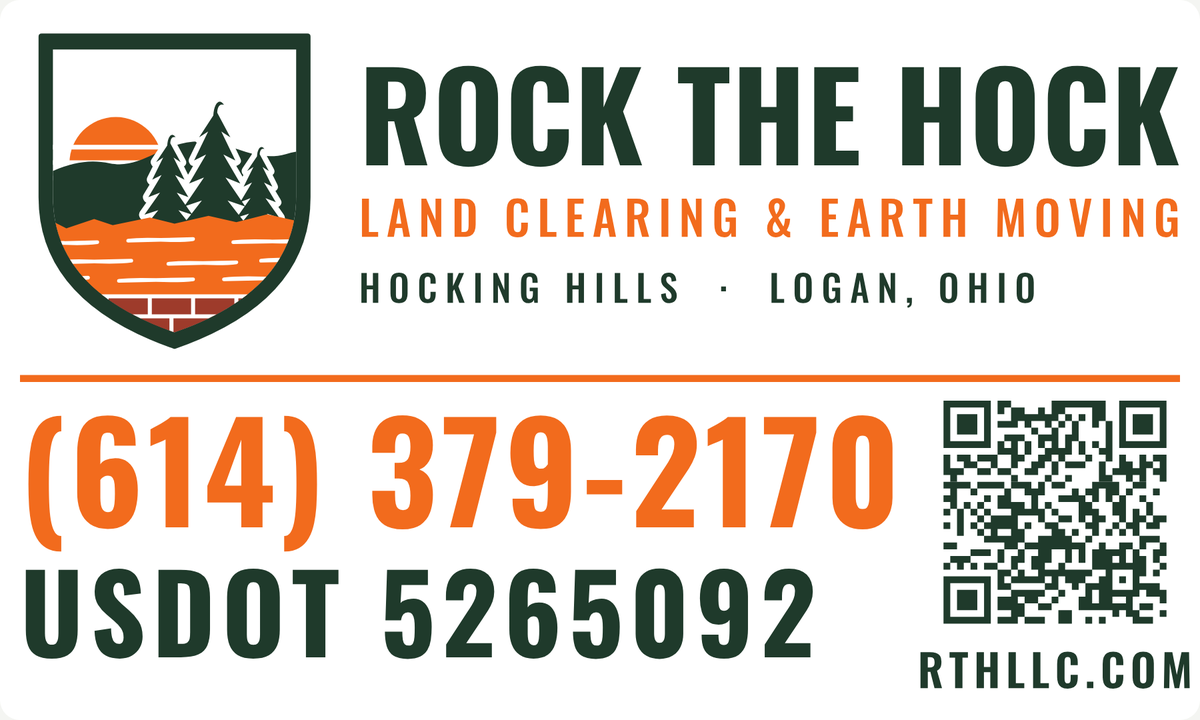 ROCK THE HOCK
LAND CLEARING & EARTH MOVING
HOCKING HILLS · LOGAN, OHIO
(614) 379-2170
USDOT 5265092
RTHLLC.COM